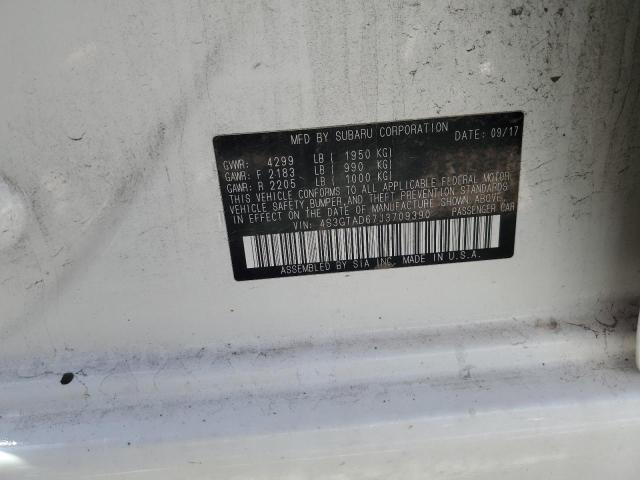 MFD BY SUBARU CORPORATION DATE: 09/17
GVWR: 4299 LB ( 1950 KG)
GAWR: F 2183 LB ( 990 KG)
GAWR: R 2205 LB ( 1000 KG)
THIS VEHICLE CONFORMS TO ALL APPLICABLE FEDERAL MOTOR
VEHICLE SAFETY, BUMPER, AND THEFT PREVENTION STANDARDS
IN EFFECT ON THE DATE OF MANUFACTURE SHOWN ABOVE.
VIN: 4S3GTAD67J3709390 PASSENGER CAR
ASSEMBLED BY SIA INC. MADE IN U.S.A.